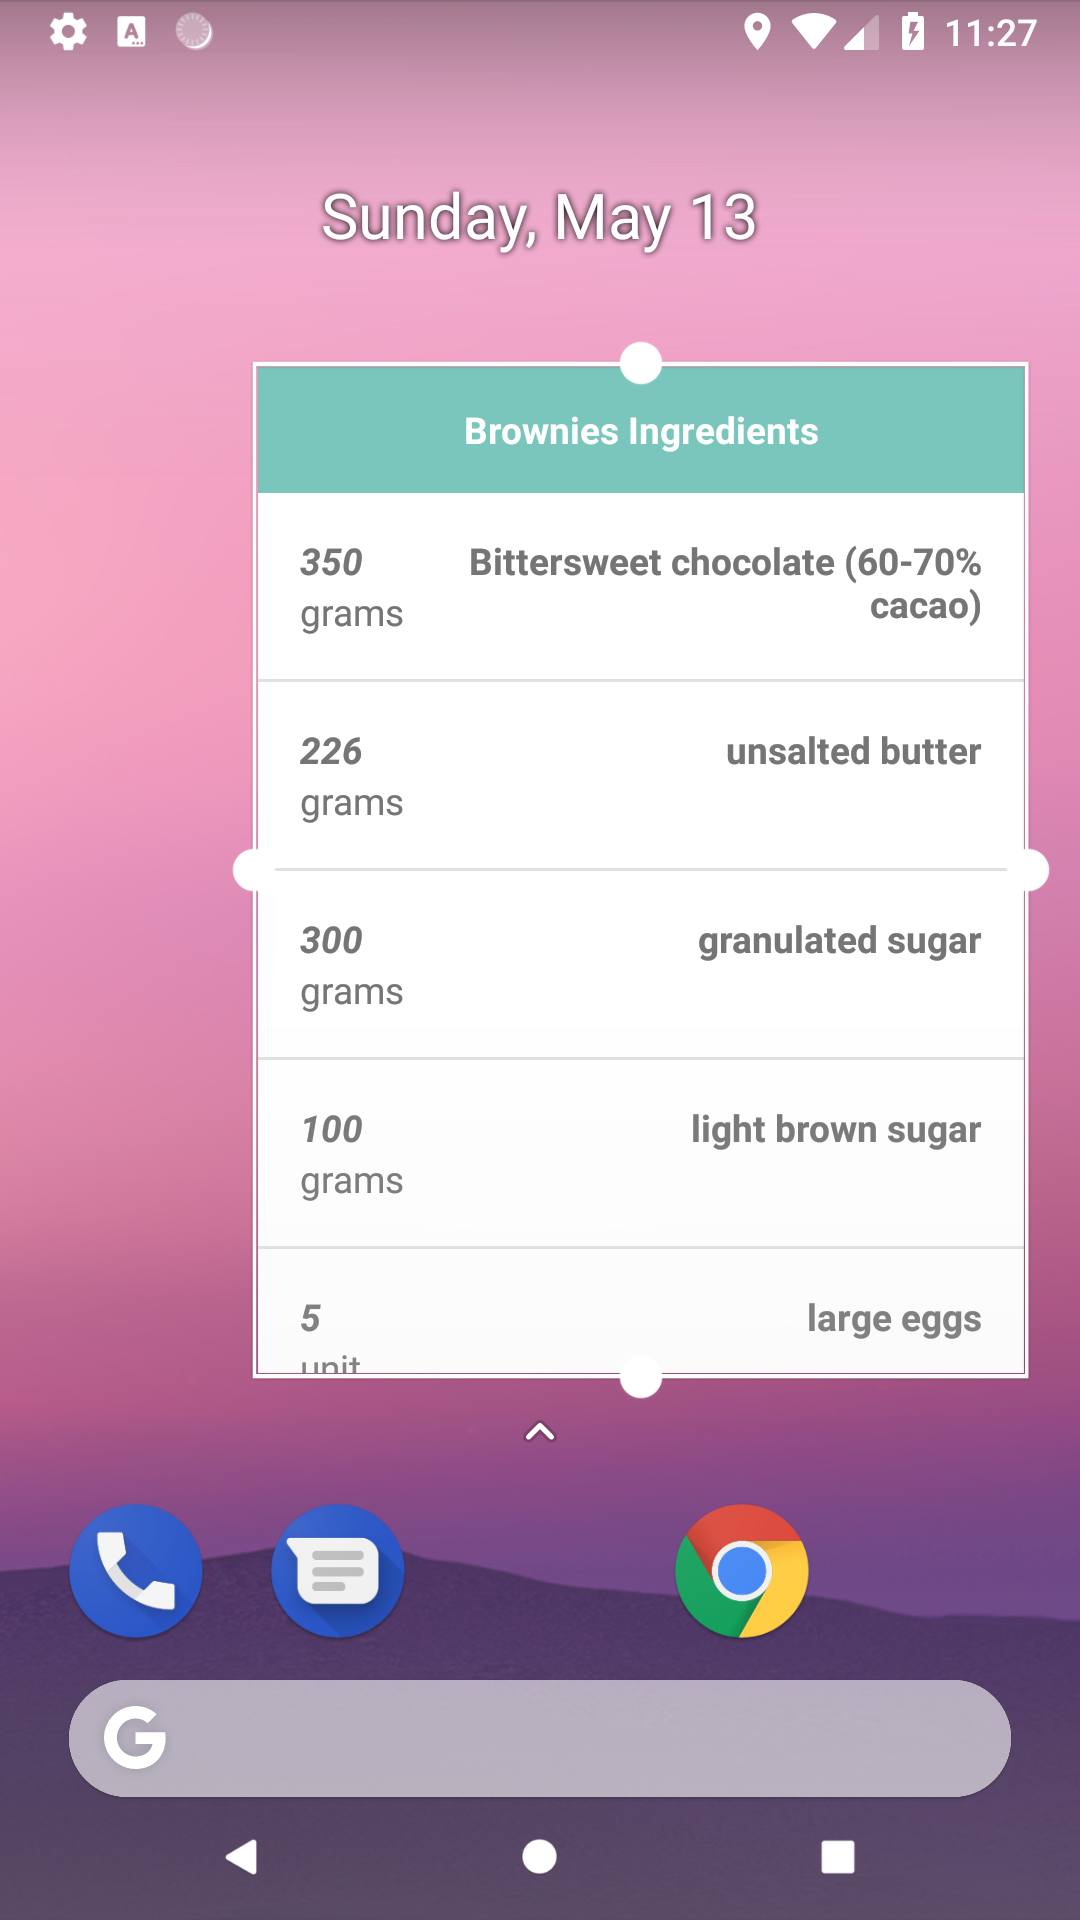 11:27
Sunday, May 13
Brownies Ingredients
350
Bittersweet chocolate (60-70%
cacao)
grams
226
unsalted butter
grams
300
granulated sugar
grams
100
light brown sugar
grams
5
large eggs
unit